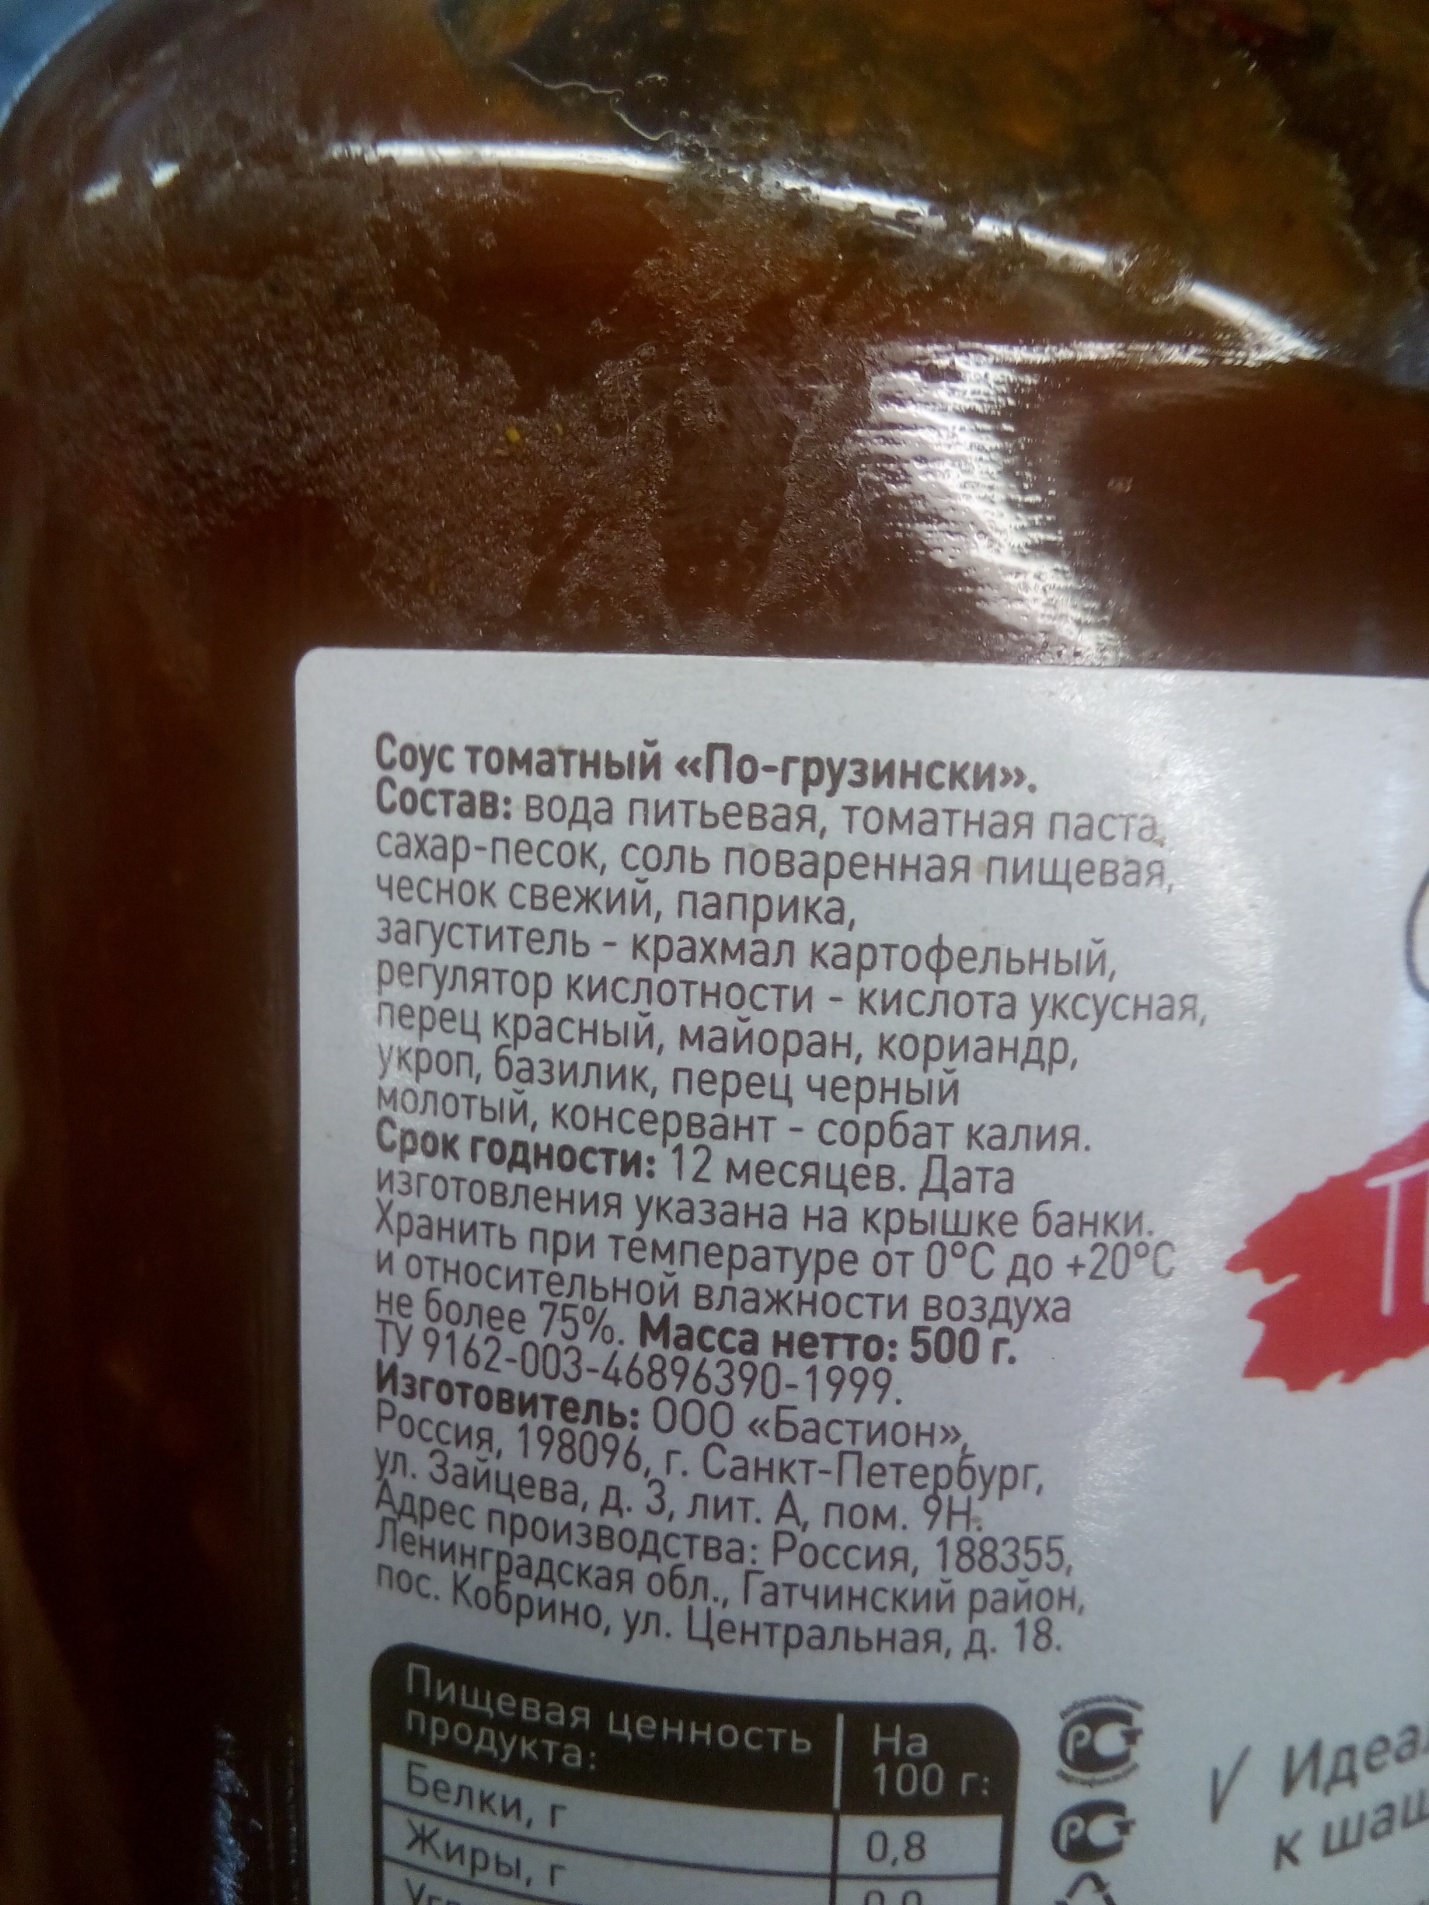 Соус томатный «По-грузински».
Состав: вода питьевая, томатная паста,
сахар-песок, соль поваренная пищевая,
чеснок свежий, паприка,
загуститель - крахмал картофельный,
регулятор кислотности - кислота уксусная,
перец красный, майоран, кориандр,
укроп, базилик, перец черный
молотый, консервант - сорбат калия.
Срок годности: 12 месяцев. Дата
изготовления указана на крышке банки.
Хранить при температуре от 0°С до +20°С
и относительной влажности воздуха
не более 75%. Масса нетто: 500 г.
ТУ 9162-003-46896390-1999.
Изготовитель: ООО «Бастион»,
Россия, 198096, г. Санкт-Петербург,
ул. Зайцева, д. 3, лит. А, пом. 9Н.
Адрес производства: Россия, 188355,
Ленинградская обл., Гатчинский район,
пос. Кобрино, ул. Центральная, д. 18.
Пищевая ценность
продукта:
На
100 г:
Белки, г
0,8
Жиры, г
РСТ
РСТ
к